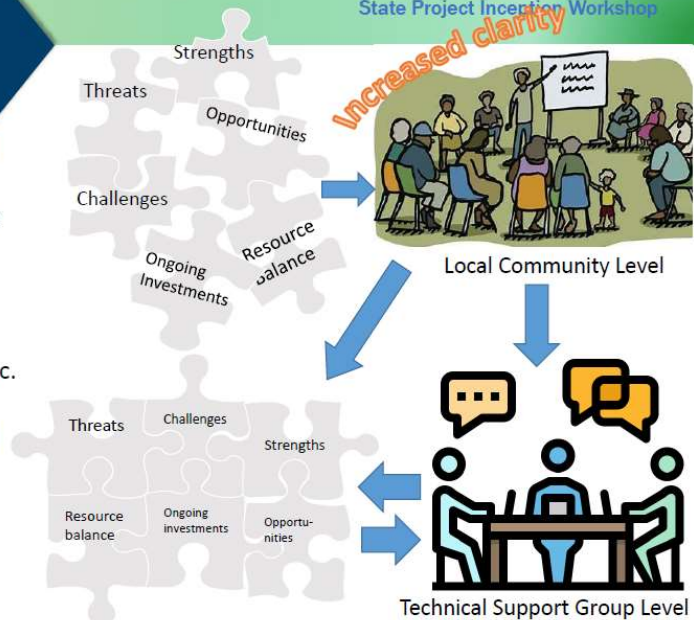 State Project Inception Workshop
Increased clarity
Strengths
Threats
Opportunities
Challenges
Resource
balance
Ongoing
Investments
Local Community Level
c.
Threats
Challenges
Strengths
Resource
balance
Ongoing
investments
Opportu-
nities
Technical Support Group Level